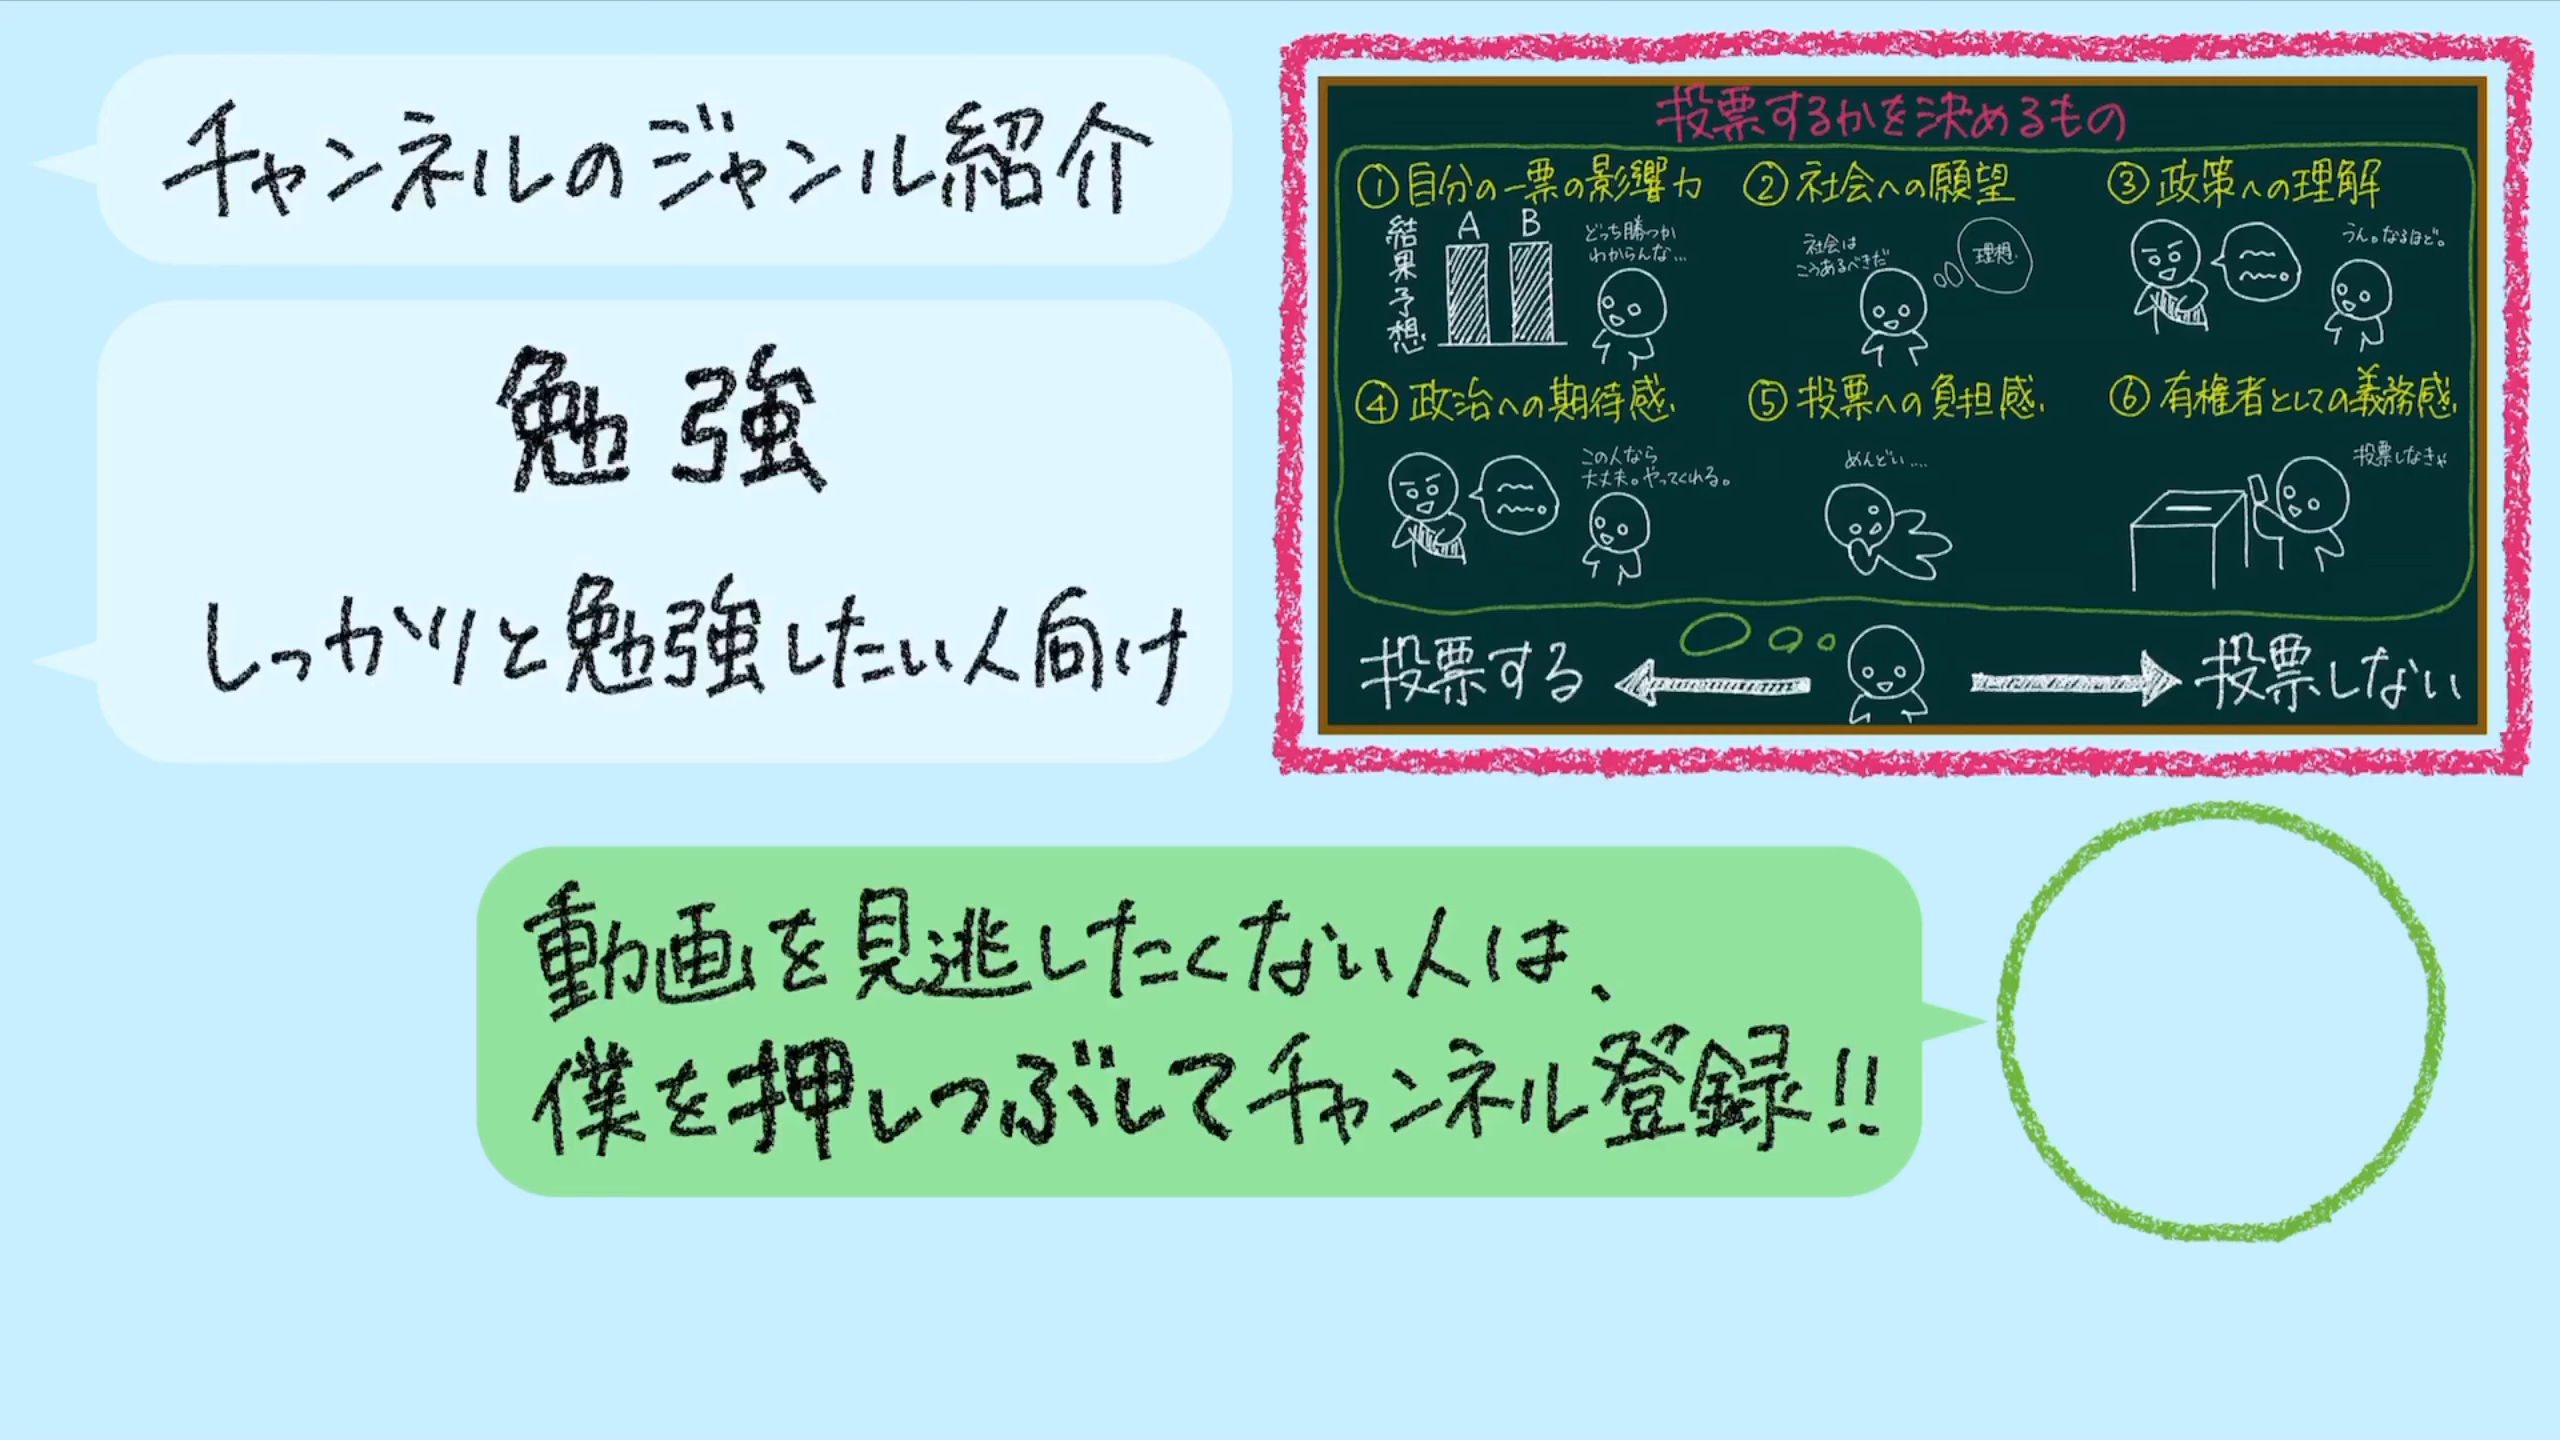 チャンネルのジャンル紹介
勉強
しっかりと勉強したい人向け
投票するかを決めるもの
①自分の一票の影響力
結果予想
A B
どっち勝つか
わからんな…
②社会への願望
社会は
こうあるべきだ
理想
③政策への理解
うん。なるほど。
④政治への期待感
この人なら
大丈夫。やってくれる。
⑤投票への負担感
めんどい….
⑥有権者としての義務感
投票しなきゃ
投票する
投票しない
動画を見逃したくない人は、
僕を押しつぶしてチャンネル登録!!